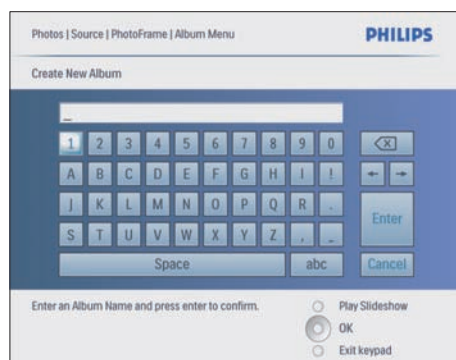 Photos | Source | PhotoFrame | Album Menu
PHILIPS
Create New Album
_
1 2 3 4 5 6 7 8 9 0
A B C D E F G H I !
J K L M N O P Q R .
Enter
S T U V W X Y Z , _
Space abc Cancel
Enter an Album Name and press enter to confirm.
Play Slideshow
OK
Exit keypad